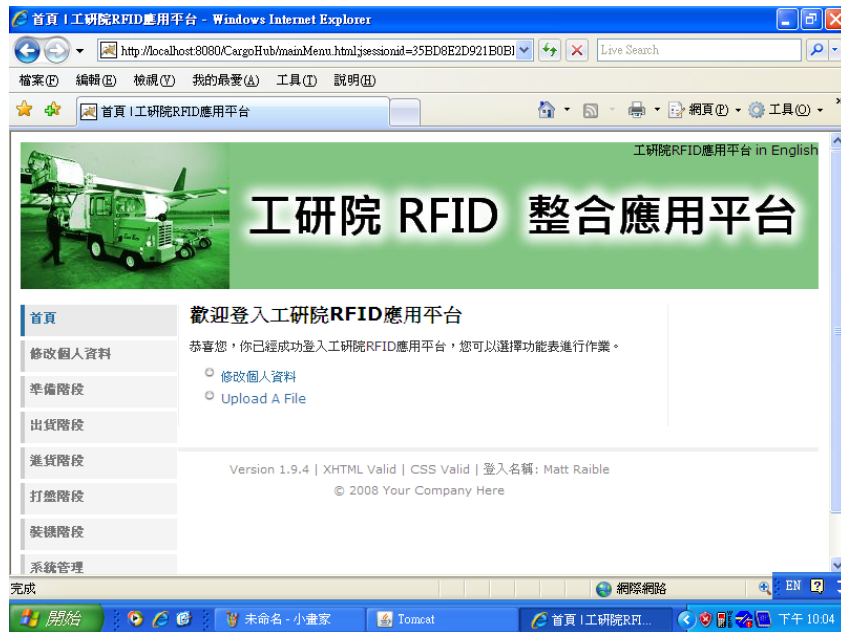 首頁 | 工研院RFID應用平台 - Windows Internet Explorer
http://localhost:8080/CargoHub/mainMenu.html;jsessionid=35BD8E2D921B0B1
Live Search
檔案(F) 編輯(E) 檢視(V) 我的最愛(A) 工具(T) 說明(H)
首頁 | 工研院RFID應用平台
網頁(P) 工具(O)
工研院RFID應用平台 in English
工研院 RFID 整合應用平台
首頁
修改個人資料
準備階段
出貨階段
進貨階段
打盤階段
裝機階段
系統管理
歡迎登入工研院RFID應用平台
恭喜您，你已經成功登入工研院RFID應用平台，您可以選擇功能表進行作業。
修改個人資料
Upload A File
Version 1.9.4 | XHTML Valid | CSS Valid | 登入名稱: Matt Raible
© 2008 Your Company Here
完成
網際網路
EN
開始
未命名 - 小畫家
Tomcat
首頁 | 工研院RFI...
下午 10:04